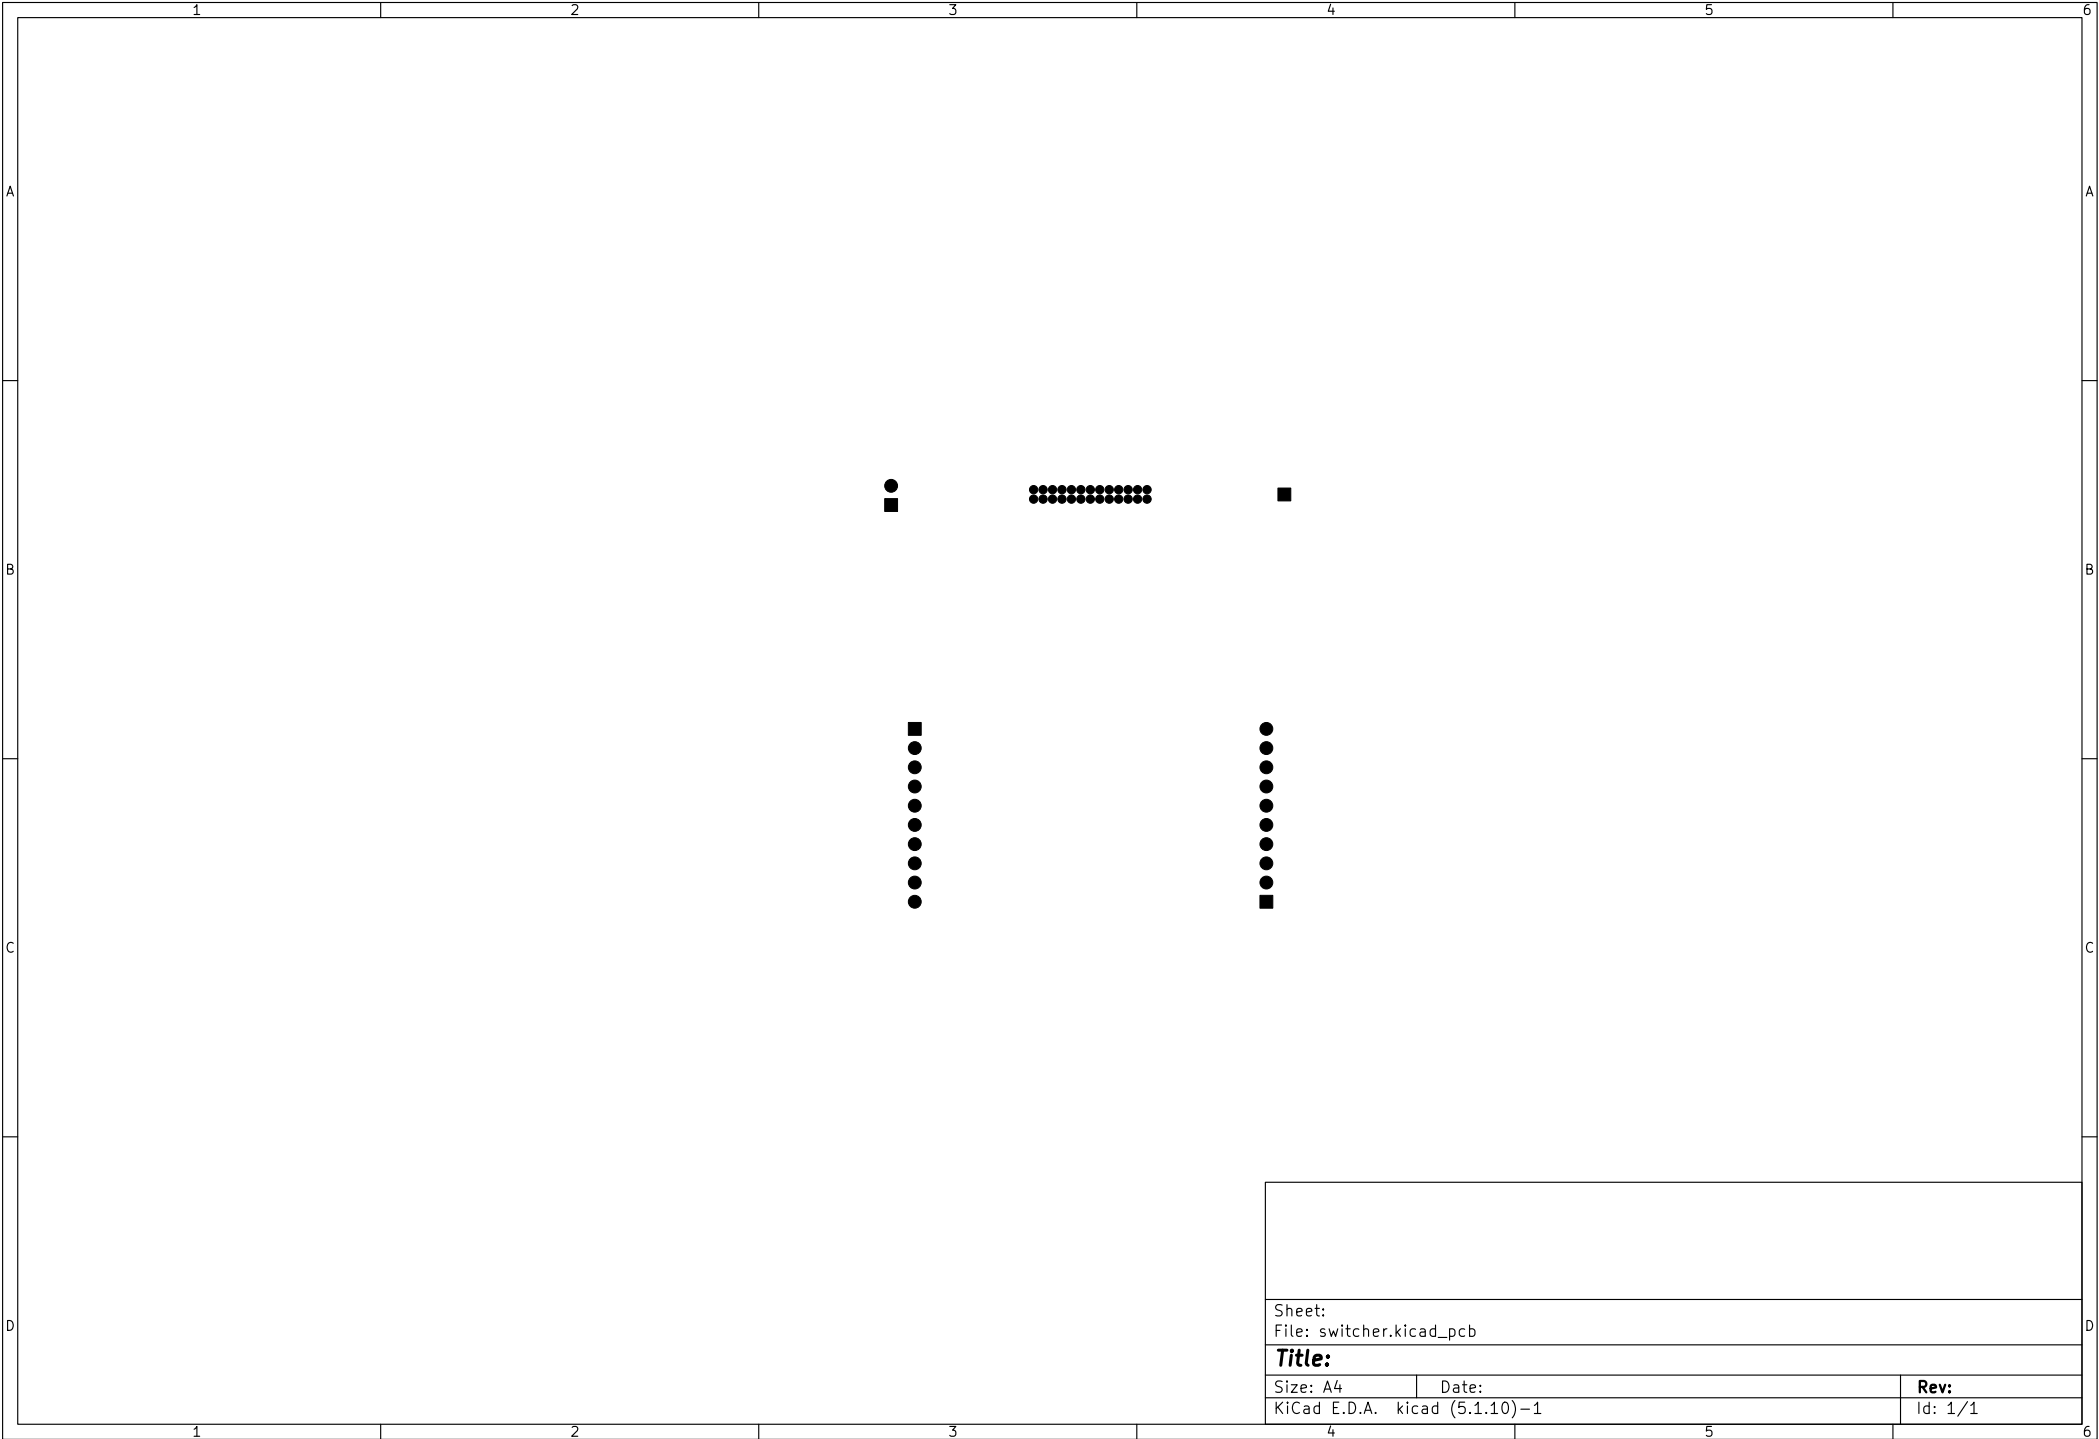 1 2 3 4 5 6
A A
B B
C C
Sheet:
File: switcher.kicad_pcb
D D
Title:
Size: A4 Date: Rev:
KiCad E.D.A. kicad (5.1.10)-1 Id: 1/1
1 2 3 4 5 6